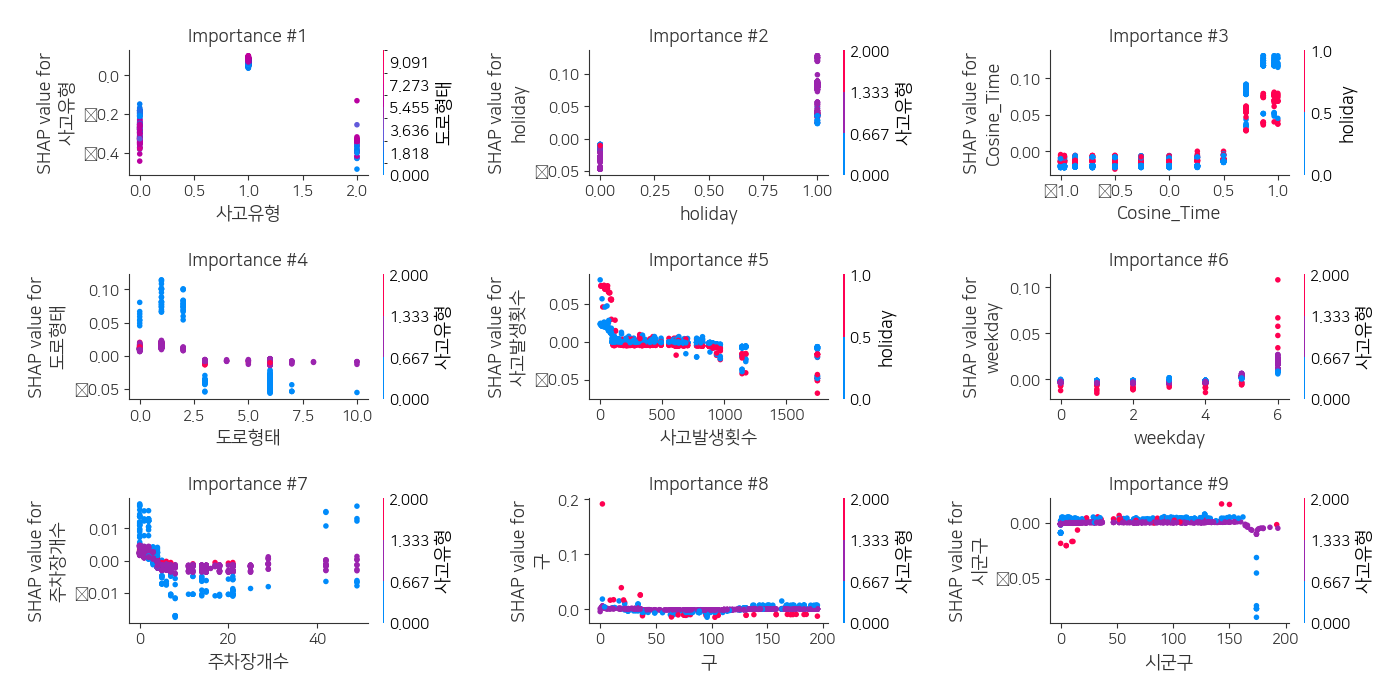 Importance #1
SHAP value for
사고유형
0.0
☒0.2
☒0.4
0.0
0.5
1.0
1.5
2.0
사고유형
9.091
7.273
5.455
3.636
1.818
0.000
도로형태
Importance #2
SHAP value for
holiday
0.10
0.05
0.00
☒0.05
0.00
0.25
0.50
0.75
1.00
holiday
2.000
1.333
0.667
0.000
사고유형
Importance #3
SHAP value for
Cosine_Time
0.10
0.05
0.00
☒1.0
☒0.5
0.0
0.5
1.0
Cosine_Time
1.0
0.5
0.0
holiday
Importance #4
SHAP value for
도로형태
0.10
0.05
0.00
☒0.05
0.0
2.5
5.0
7.5
10.0
도로형태
2.000
1.333
0.667
0.000
사고유형
Importance #5
SHAP value for
사고발생횟수
0.05
0.00
☒0.05
0
500
1000
1500
사고발생횟수
1.0
0.5
0.0
holiday
Importance #6
SHAP value for
weekday
0.10
0.05
0.00
0
2
4
6
weekday
2.000
1.333
0.667
0.000
사고유형
Importance #7
SHAP value for
주차장개수
0.01
0.00
☒0.01
0
20
40
주차장개수
2.000
1.333
0.667
0.000
사고유형
Importance #8
SHAP value for
구
0.2
0.1
0.0
0
50
100
150
200
구
2.000
1.333
0.667
0.000
사고유형
Importance #9
SHAP value for
시군구
0.00
☒0.05
0
50
100
150
200
시군구
2.000
1.333
0.667
0.000
사고유형